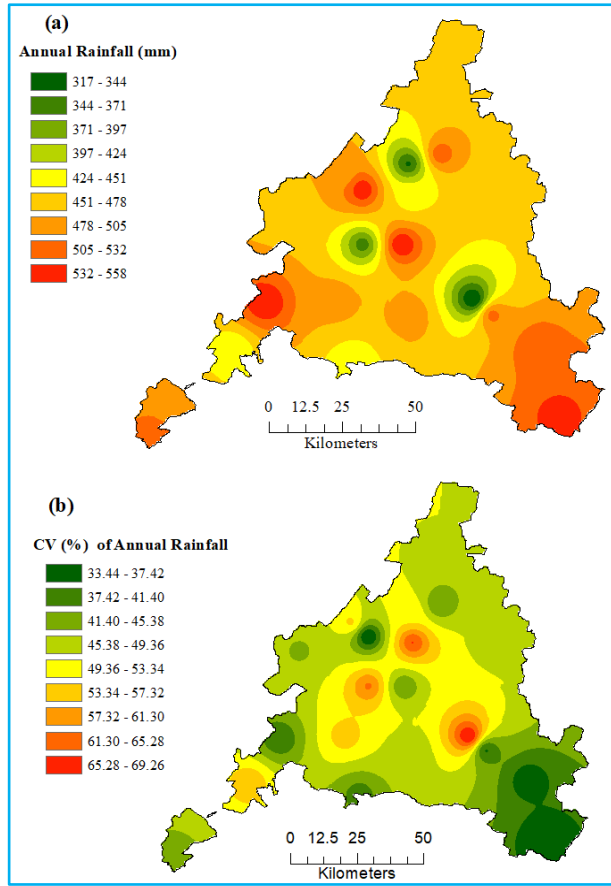 (a)
Annual Rainfall (mm)
317 - 344
344 - 371
371 - 397
397 - 424
424 - 451
451 - 478
478 - 505
505 - 532
532 - 558
0 12.5 25 50
Kilometers
(b)
CV (%) of Annual Rainfall
33.44 - 37.42
37.42 - 41.40
41.40 - 45.38
45.38 - 49.36
49.36 - 53.34
53.34 - 57.32
57.32 - 61.30
61.30 - 65.28
65.28 - 69.26
0 12.5 25 50
Kilometers